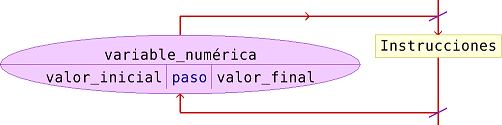 variable_numérica
valor_inicial paso valor_final
Instrucciones